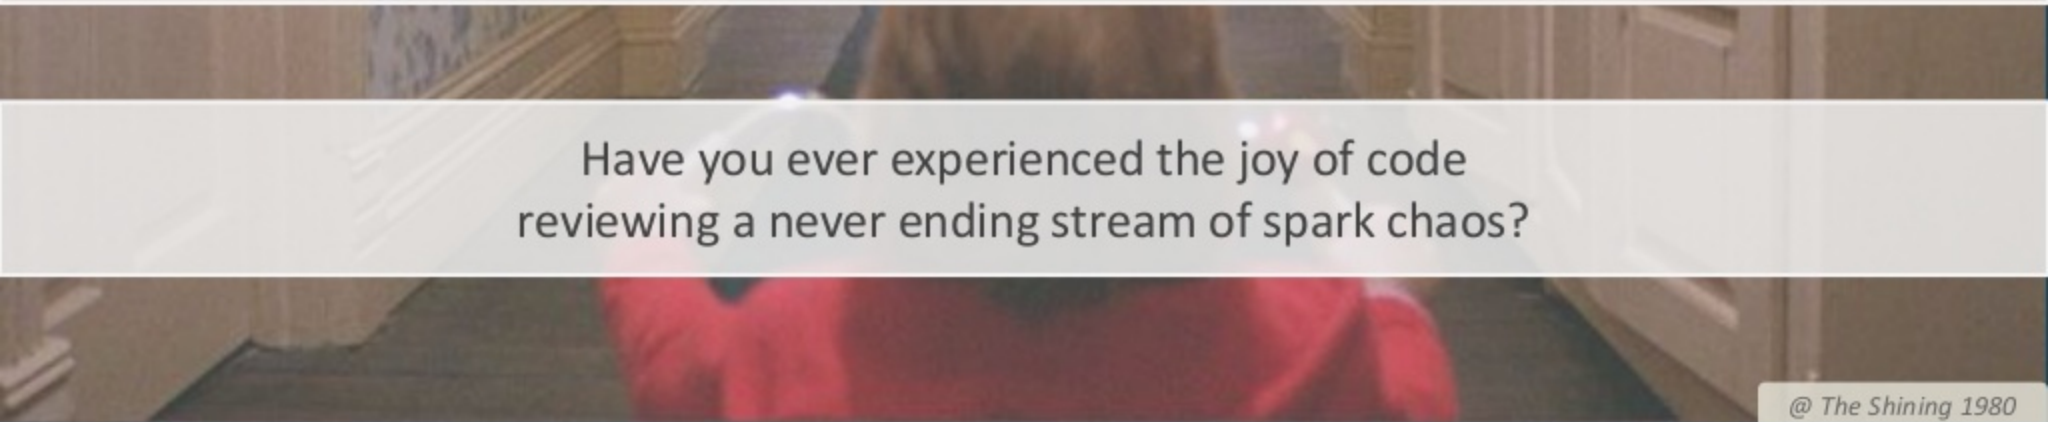 Have you ever experienced the joy of code
reviewing a never ending stream of spark chaos?
@ The Shining 1980